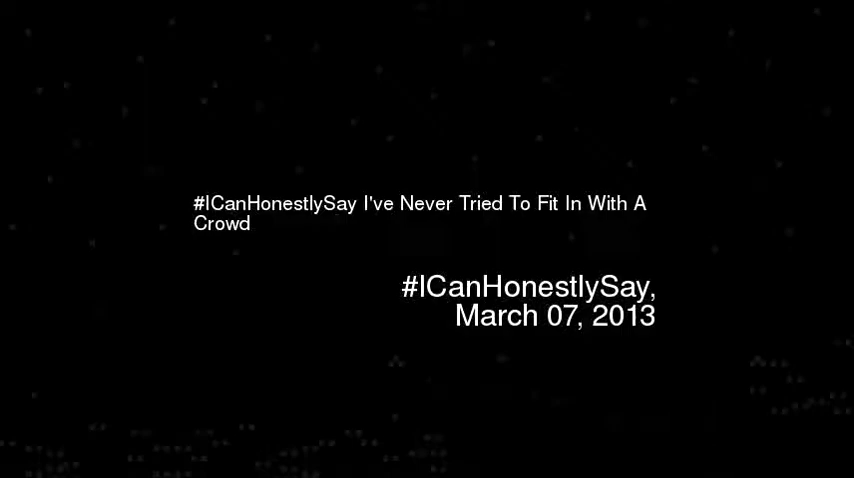 #ICanHonestlySay I've Never Tried To Fit In With A
Crowd
#ICanHonestlySay,
March 07, 2013